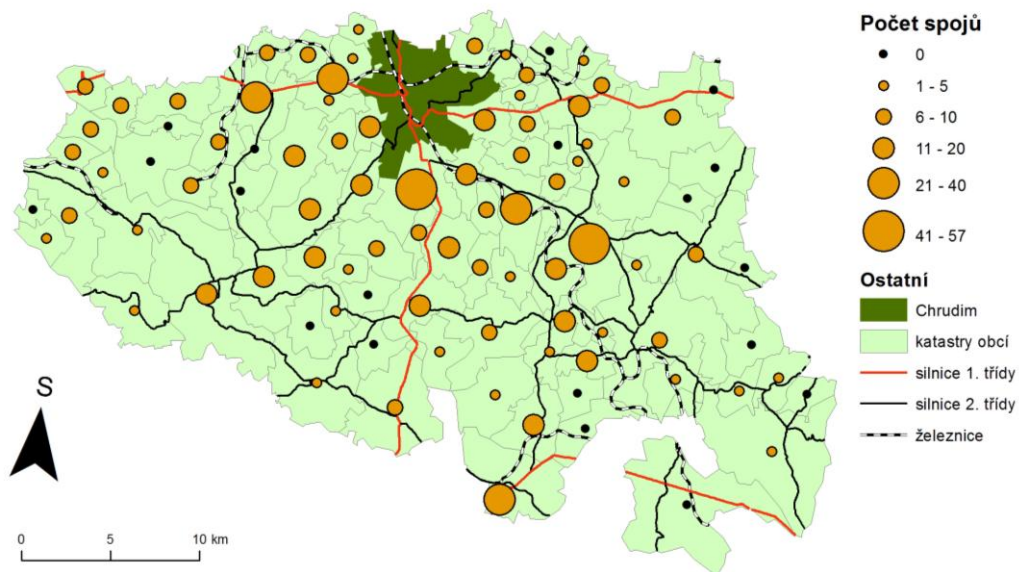 Počet spojů
0
1 - 5
6 - 10
11 - 20
21 - 40
41 - 57
Ostatní
Chrudim
katastry obcí
silnice 1. třídy
silnice 2. třídy
železnice
S
0 5 10 km